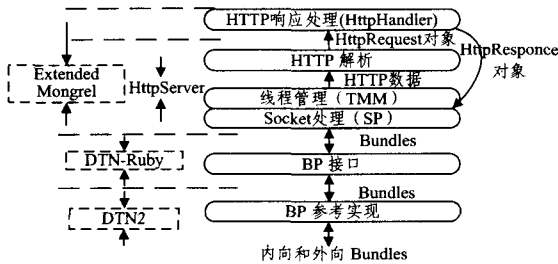 HTTP响应处理(HttpHandler)
HttpRequest对象
HttpResponce
对象
HTTP 解析
Extended
Mongrel
HttpServer
HTTP数据
线程管理（TMM）
Socket处理（SP）
Bundles
DTN-Ruby
BP 接口
Bundles
DTN2
BP 参考实现
内向和外向 Bundles